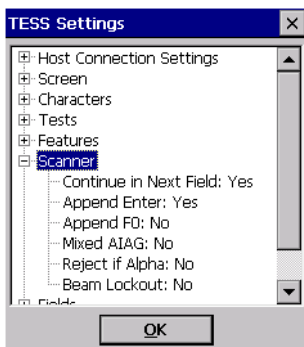 TESS Settings
Host Connection Settings
Screen
Characters
Tests
Features
Scanner
Continue in Next Field: Yes
Append Enter: Yes
Append F0: No
Mixed AIAG: No
Reject if Alpha: No
Beam Lockout: No
Fields
OK